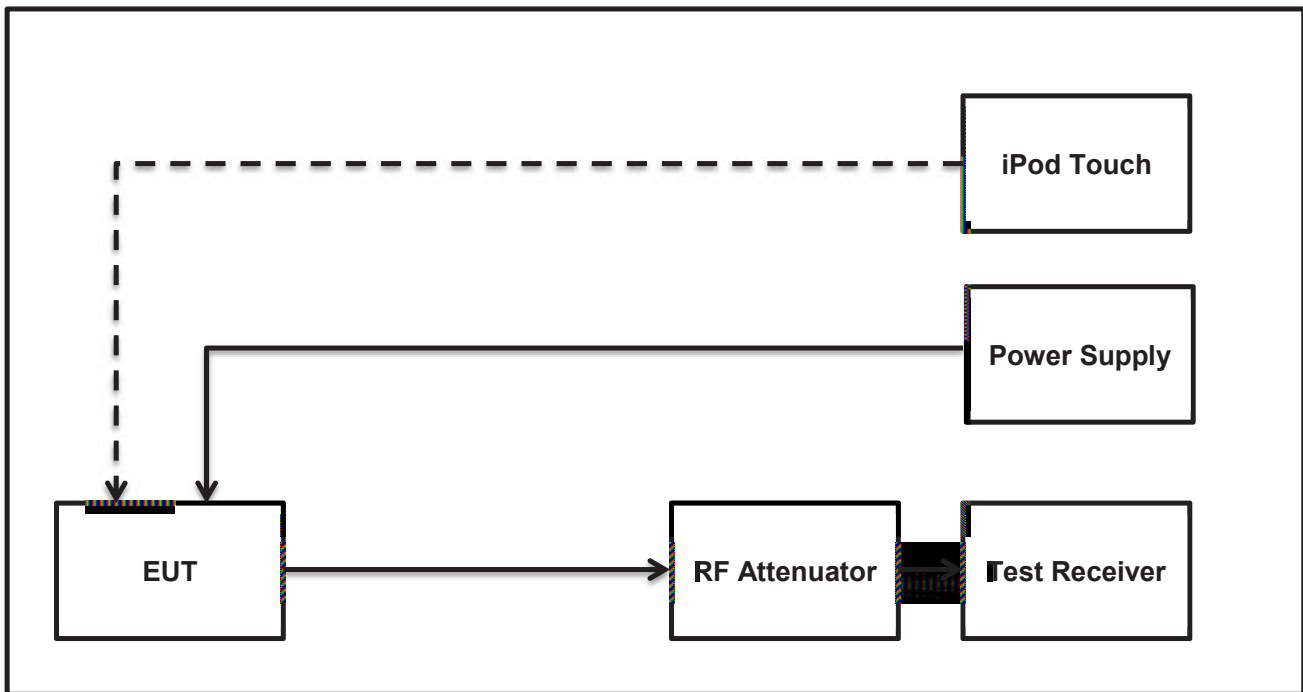 iPod Touch
Power Supply
EUT
RF Attenuator
Test Receiver